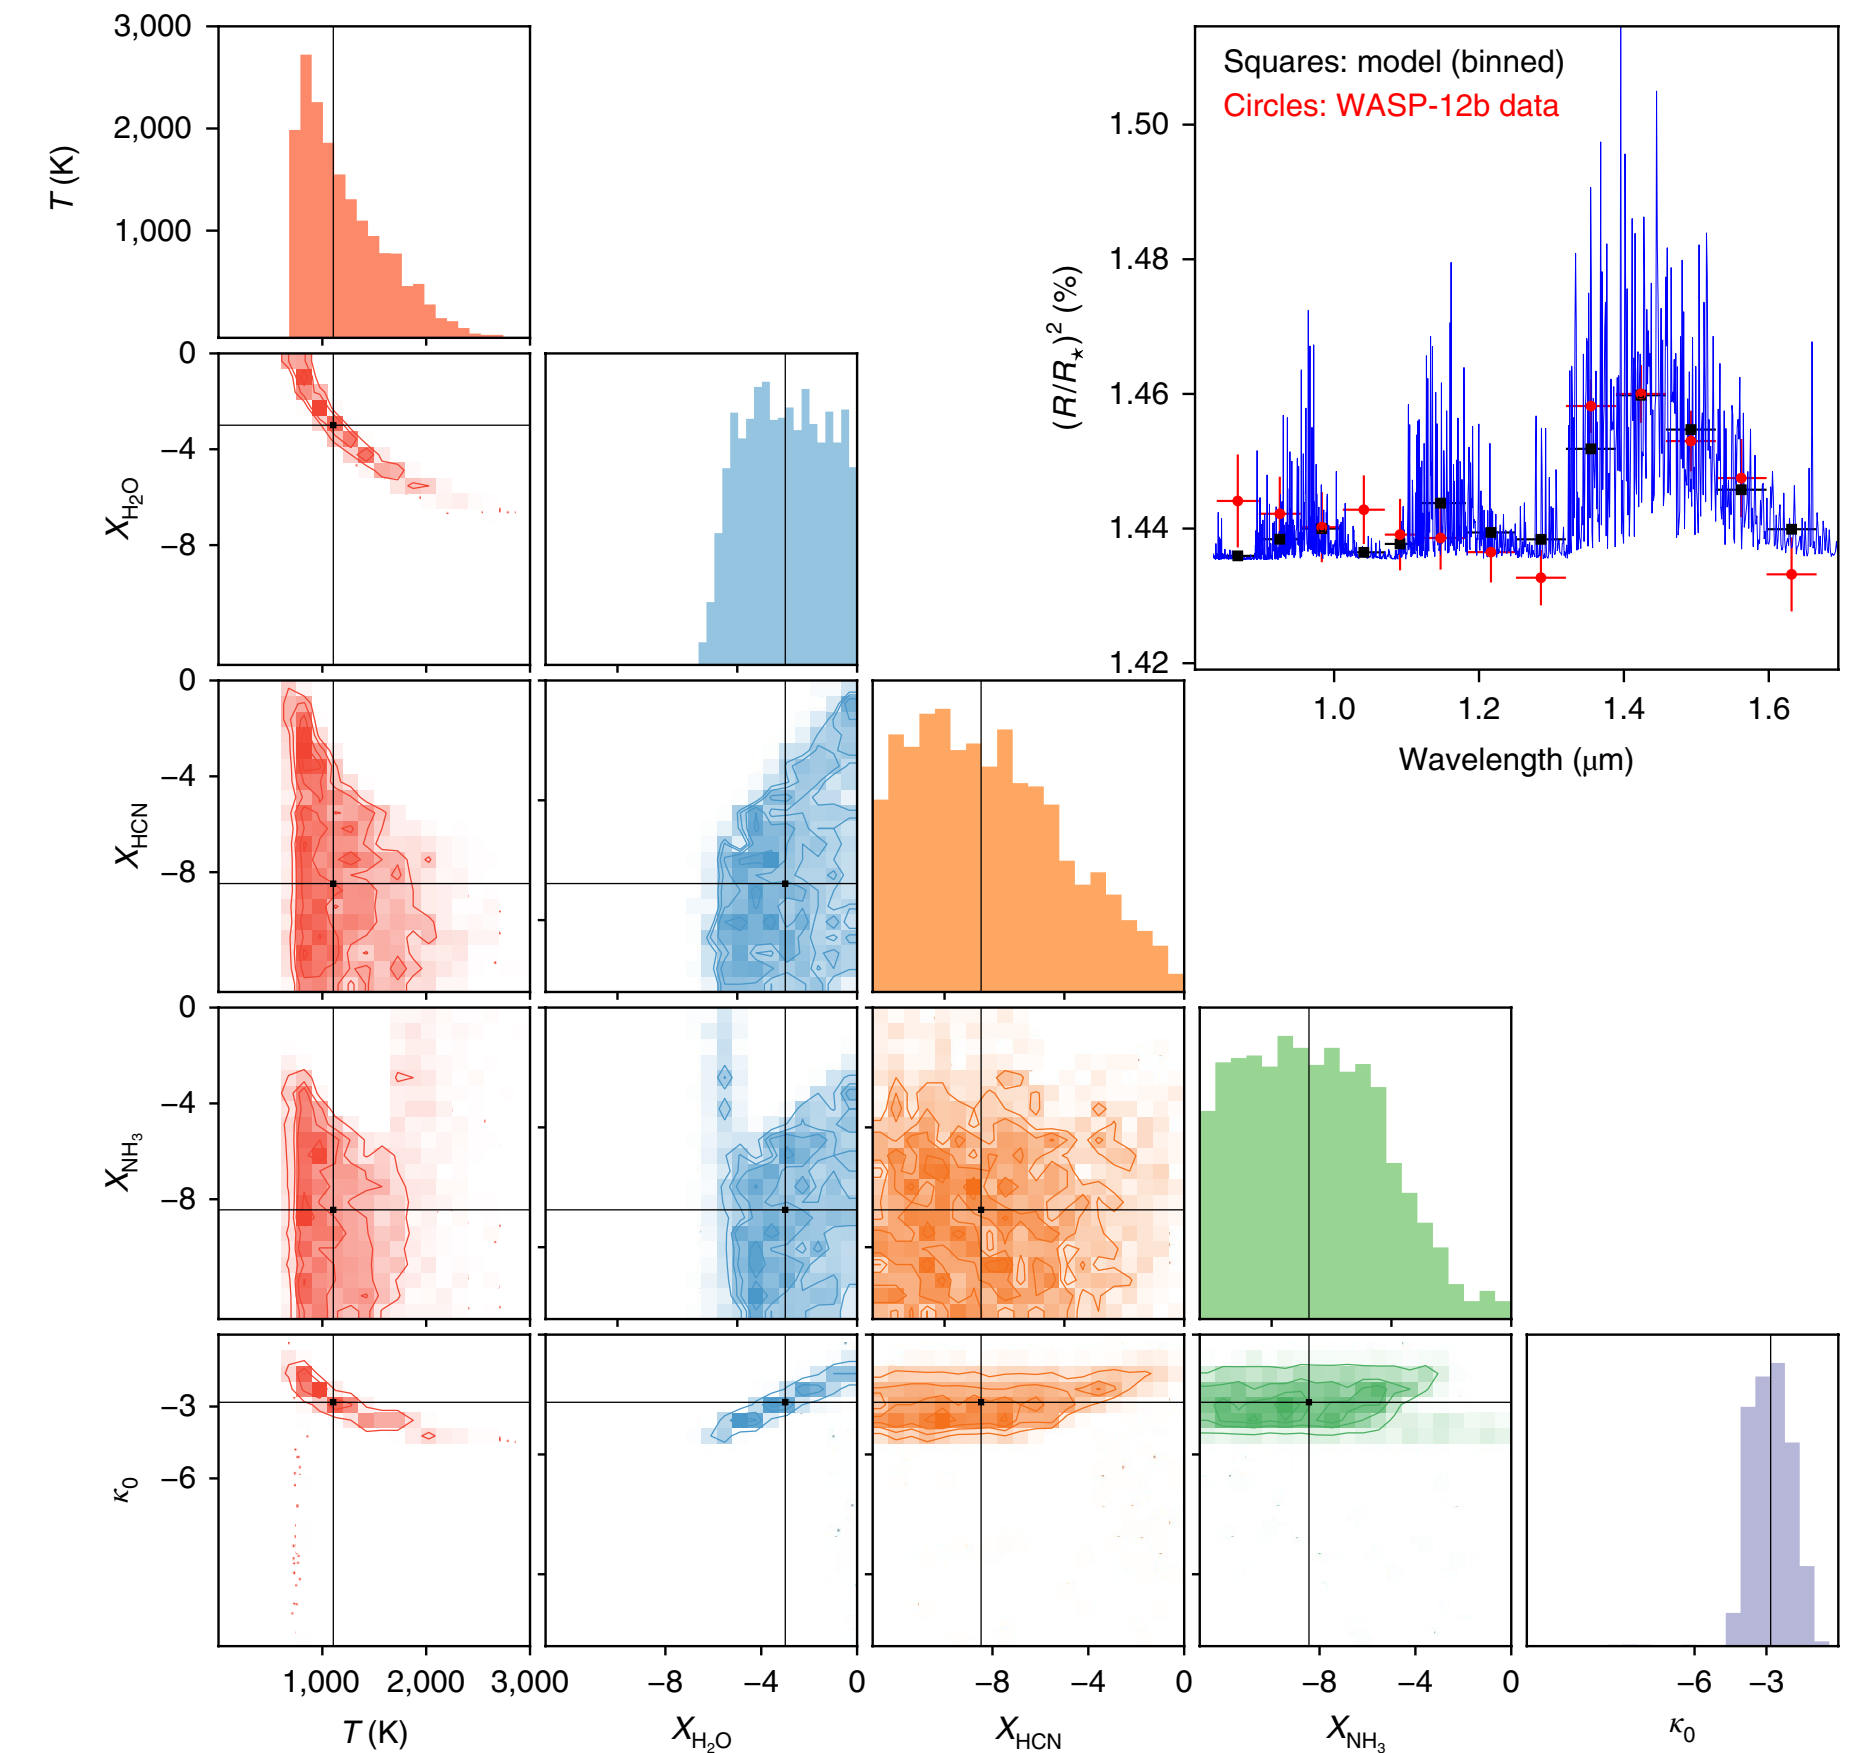 3,000
2,000
1,000
T (K)
Squares: model (binned)
Circles: WASP-12b data
1.50
1.48
1.46
1.44
1.42
(R/R★)² (%)
1.0 1.2 1.4 1.6
Wavelength (μm)
0
−4
−8
X_H₂O
0
−4
−8
X_HCN
0
−4
−8
X_NH₃
−3
−6
κ₀
1,000 2,000 3,000 −8 −4 0 −8 −4 0 −8 −4 0 −6 −3
T (K) X_H₂O X_HCN X_NH₃ κ₀